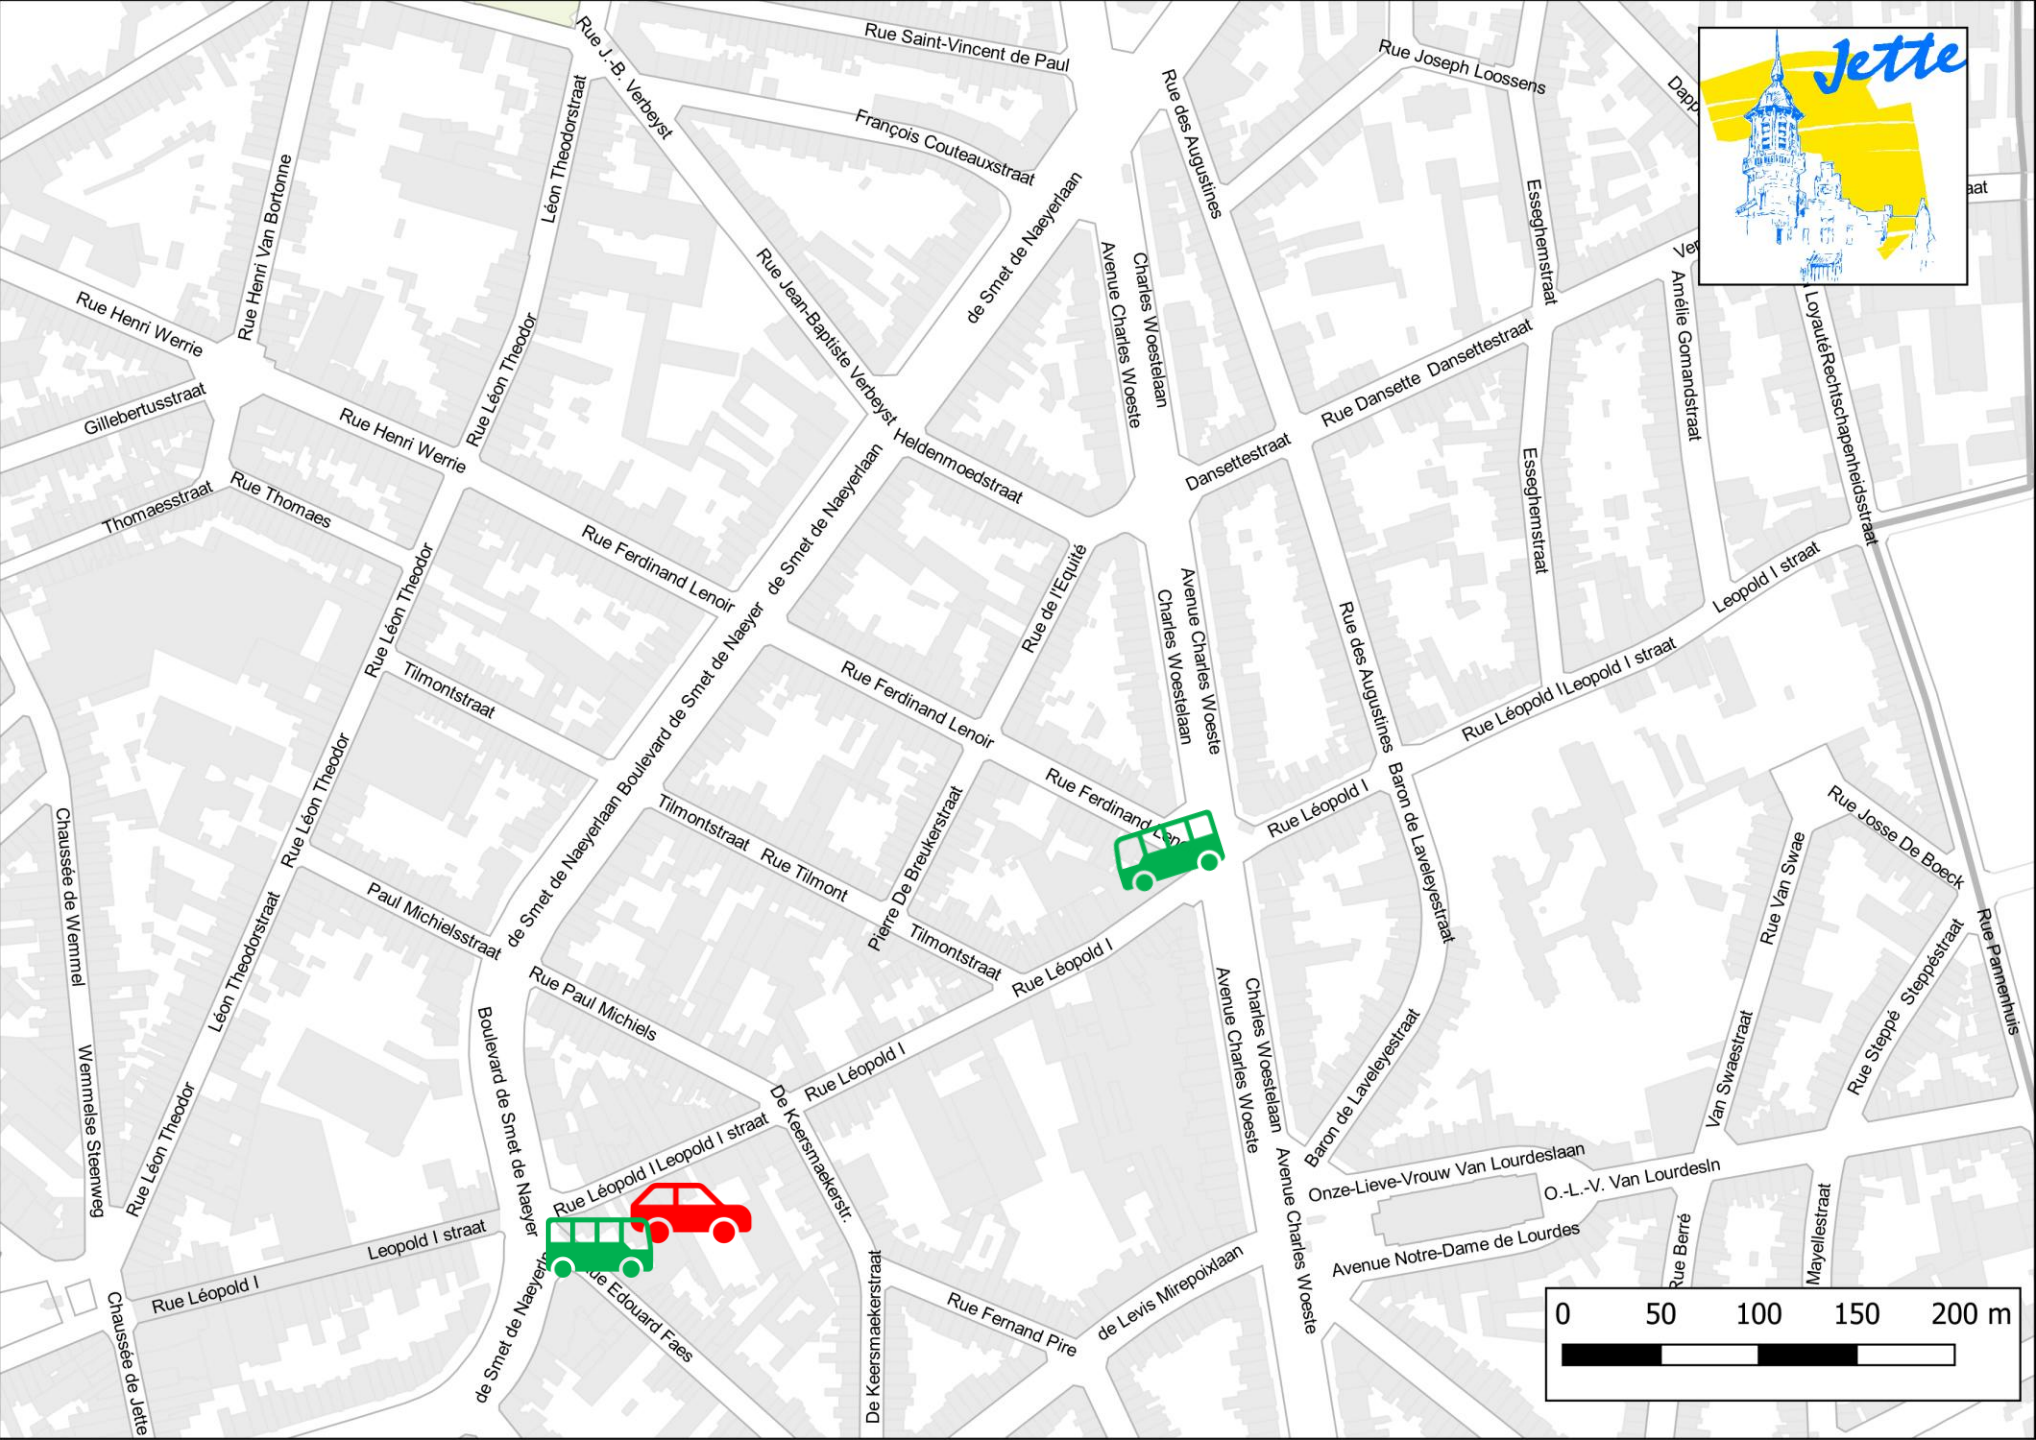 Rue Saint-Vincent de Paul
Rue J.-B. Verbeyst
Rue Joseph Loossens
Jette
François Couteauxstraat
Rue des Augustines
Léon Theodorstraat
Rue Henri Van Bortonne
de Smet de Naeyerlaan
Esseghemstraat
aat
Rue Henri Werrie
Rue Jean-Baptiste Verbeyst
Avenue Charles Woeste
Charles Woestelaan
Amélie Gomandstraat
Loyauté
Rechtschapenheidsstraat
Gillebertusstraat
Rue Henri Werrie
Rue Léon Theodor
Rue Dansette
Dansettestraat
Heldenmoedstraat
Dansettestraat
Thomaesstraat
Rue Thomaes
de Smet de Naeyerlaan
Esseghemstraat
Rue Ferdinand Lenoir
Rue de l'Equité
Avenue Charles Woeste
Charles Woestelaan
Leopold I straat
Rue Léon Theodor
Rue des Augustines
Tilmontstraat
Boulevard de Smet de Naeyer
Rue Ferdinand Lenoir
Rue Léopold I
Leopold I straat
Rue Léon Theodor
de Smet de Naeyerlaan
Tilmontstraat
Rue Tilmont
Pierre De Breukerstraat
Rue Ferdinand
Rue Léopold I
Baron de Laveleyestraat
Rue Josse De Boeck
Rue Van Swae
Chaussée de Wemmel
Paul Michielsstraat
Léon Theodorstraat
Tilmontstraat
Rue Léopold I
Steppéstraat
Rue Steppé
Rue Pannenhuis
Rue Paul Michiels
Avenue Charles Woeste
Charles Woestelaan
Baron de Laveleyestraat
Van Swaestraat
Boulevard de Smet de Naeyer
Wemmelse Steenweg
Rue Léon Theodor
Rue Léopold I
De Keersmaekerstr.
Rue Léopold I
Leopold I straat
Onze-Lieve-Vrouw Van Lourdeslaan
O.-L.-V. Van Lourdesln
Avenue Notre-Dame de Lourdes
Avenue Charles Woeste
Rue Berré
Mayellestraat
Leopold I straat
Rue Léopold I
de Levis Mirepoixlaan
De Keersmaekerstraat
Rue Fernand Pire
Edouard Faes
de Smet de
Chaussée de Jette
0 50 100 150 200 m